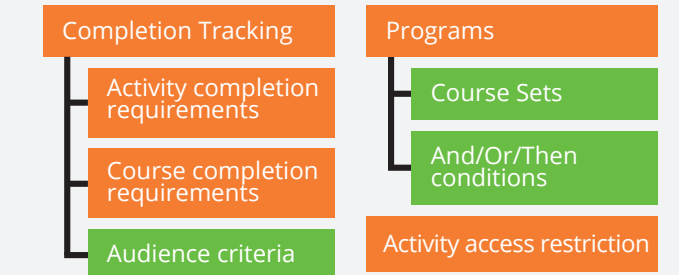 Completion Tracking
Activity completion
requirements
Course completion
requirements
Audience criteria
Programs
Course Sets
And/Or/Then
conditions
Activity access restriction